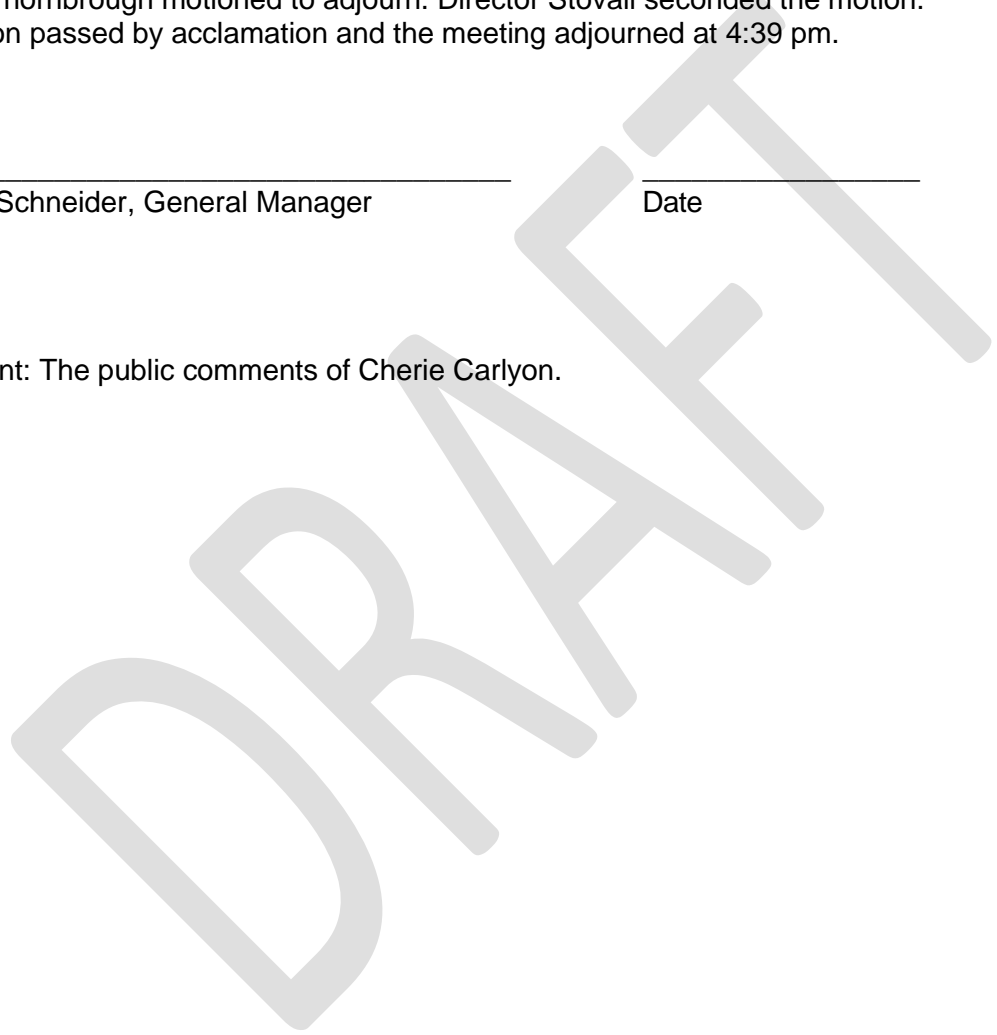 hornbrough motioned to adjourn. Director Stovall seconded the motion.
on passed by acclamation and the meeting adjourned at 4:39 pm.
Schneider, General Manager Date
nt: The public comments of Cherie Carlyon.
DRAFT